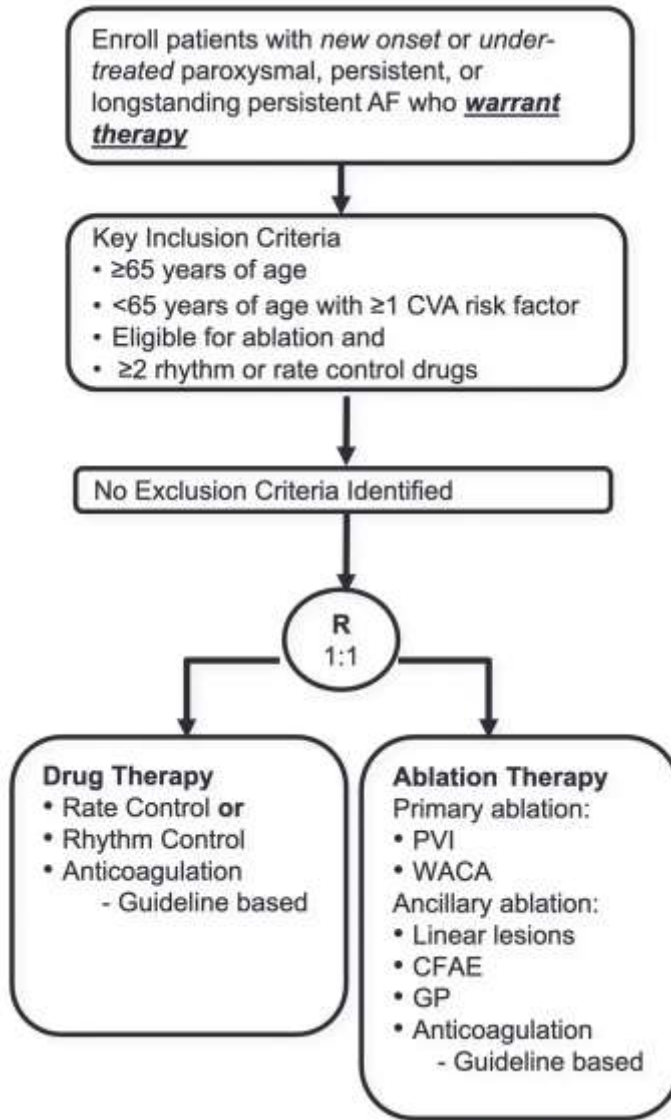 Enroll patients with new onset or under-
treated paroxysmal, persistent, or
longstanding persistent AF who warrant
therapy
Key Inclusion Criteria
• ≥65 years of age
• <65 years of age with ≥1 CVA risk factor
• Eligible for ablation and
• ≥2 rhythm or rate control drugs
No Exclusion Criteria Identified
R
1:1
Drug Therapy
• Rate Control or
• Rhythm Control
• Anticoagulation
- Guideline based
Ablation Therapy
Primary ablation:
• PVI
• WACA
Ancillary ablation:
• Linear lesions
• CFAE
• GP
• Anticoagulation
- Guideline based